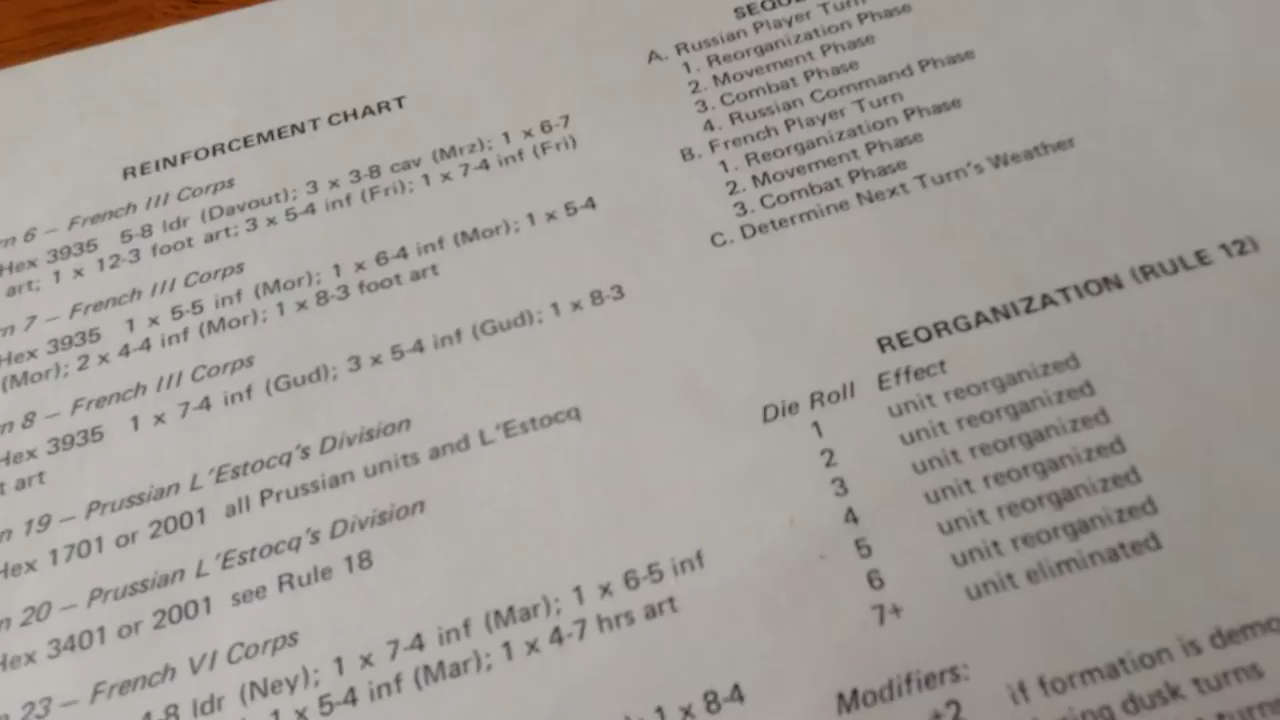 REINFORCEMENT CHART
6 – French III Corps
Hex 3935 5-8 ldr (Davout); 3 x 3-8 cav (Mrz); 1 x 6-7
art; 1 x 12-3 foot art; 3 x 5-4 inf (Fri); 1 x 7-4 inf (Fri)
7 – French III Corps
Hex 3935 1 x 5-5 inf (Mor); 1 x 6-4 inf (Mor); 1 x 5-4
(Mor); 2 x 4-4 inf (Mor); 1 x 8-3 foot art
8 – French III Corps
Hex 3935 1 x 7-4 inf (Gud); 3 x 5-4 inf (Gud); 1 x 8-3
art
19 – Prussian L'Estocq's Division
Hex 1701 or 2001 all Prussian units and L'Estocq
20 – Prussian L'Estocq's Division
Hex 3401 or 2001 see Rule 18
23 – French VI Corps
4-8 ldr (Ney); 1 x 7-4 inf (Mar); 1 x 6-5 inf
1 x 5-4 inf (Mar); 1 x 4-7 hrs art
1 x 8-4
A. Russian Player Turn
1. Reorganization Phase
2. Movement Phase
3. Combat Phase
4. Russian Command Phase
B. French Player Turn
1. Reorganization Phase
2. Movement Phase
3. Combat Phase
C. Determine Next Turn's Weather
REORGANIZATION (RULE 12)
Die Roll Effect
1 unit reorganized
2 unit reorganized
3 unit reorganized
4 unit reorganized
5 unit reorganized
6 unit reorganized
7+ unit eliminated
Modifiers:
+2 if formation is
dusk turns